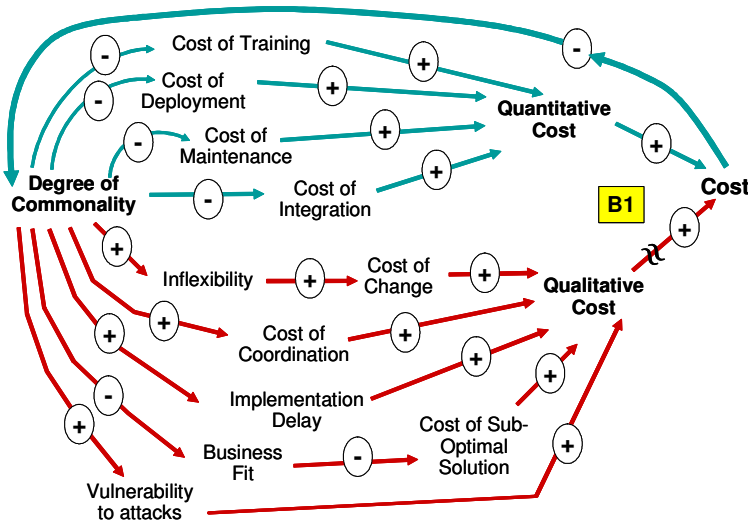 -
-
Cost of Training
+
-
Cost of
Deployment
+
Quantitative
Cost
-
Cost of
Maintenance
+
+
+
Degree of
Commonality
-
Cost of
Integration
Cost
B1
+
+
Inflexibility
+
Cost of
Change
+
Qualitative
Cost
+
Cost of
Coordination
+
+
+
Implementation
Delay
+
-
Cost of Sub-
Optimal
Solution
+
Business
Fit
-
+
Vulnerability
to attacks